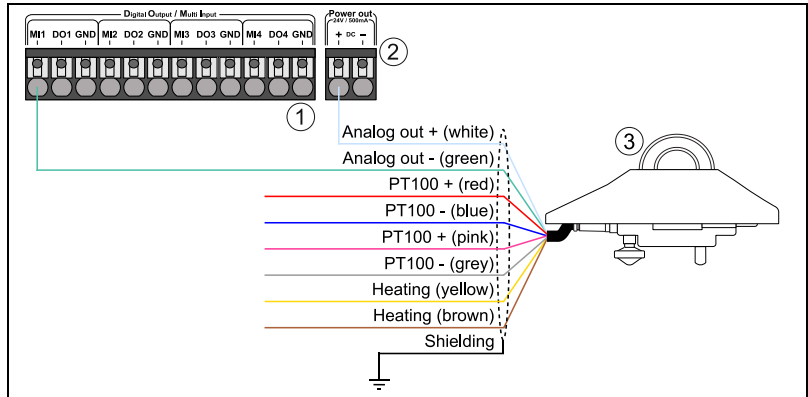 Digital Output / Multi Input
Power out
24V / 500mA
MI1 DO1 GND MI2 DO2 GND MI3 DO3 GND MI4 DO4 GND
+ DC −
2
1
3
Analog out + (white)
Analog out - (green)
PT100 + (red)
PT100 - (blue)
PT100 + (pink)
PT100 - (grey)
Heating (yellow)
Heating (brown)
Shielding